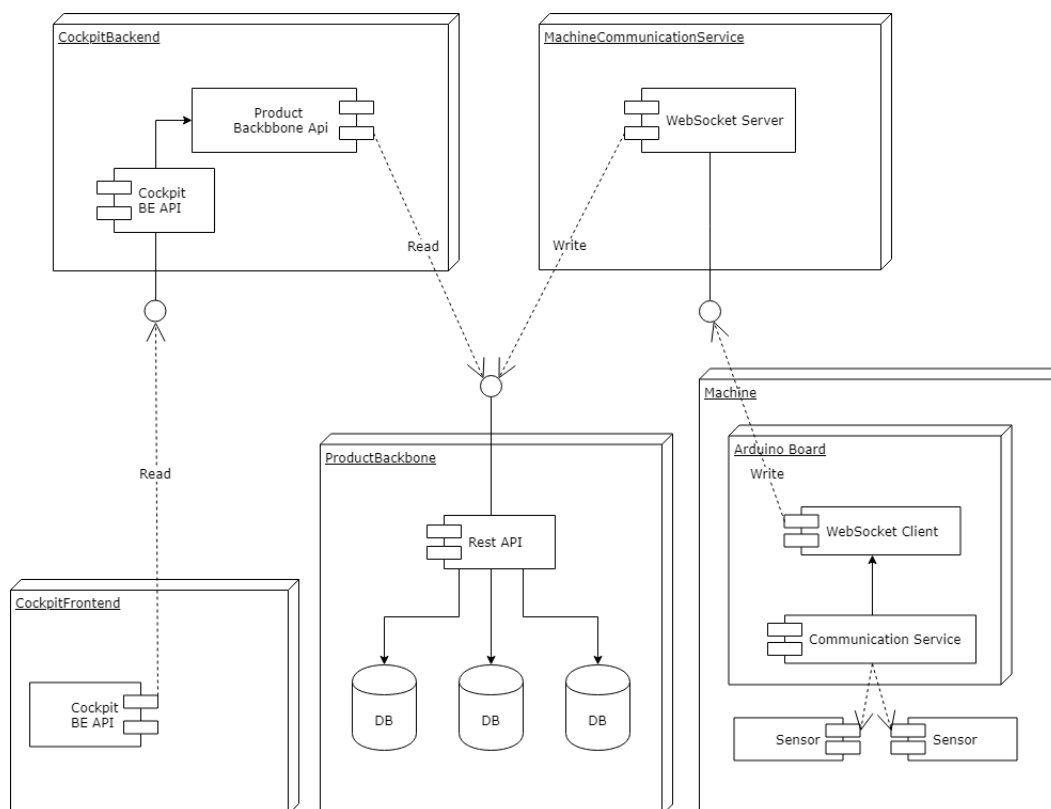 CockpitBackend
Product
Backbbone Api
Cockpit
BE API
MachineCommunicationService
WebSocket Server
Read
Write
Machine
Arduino Board
Write
WebSocket Client
Communication Service
Sensor
Sensor
ProductBackbone
Rest API
DB
DB
DB
Read
CockpitFrontend
Cockpit
BE API